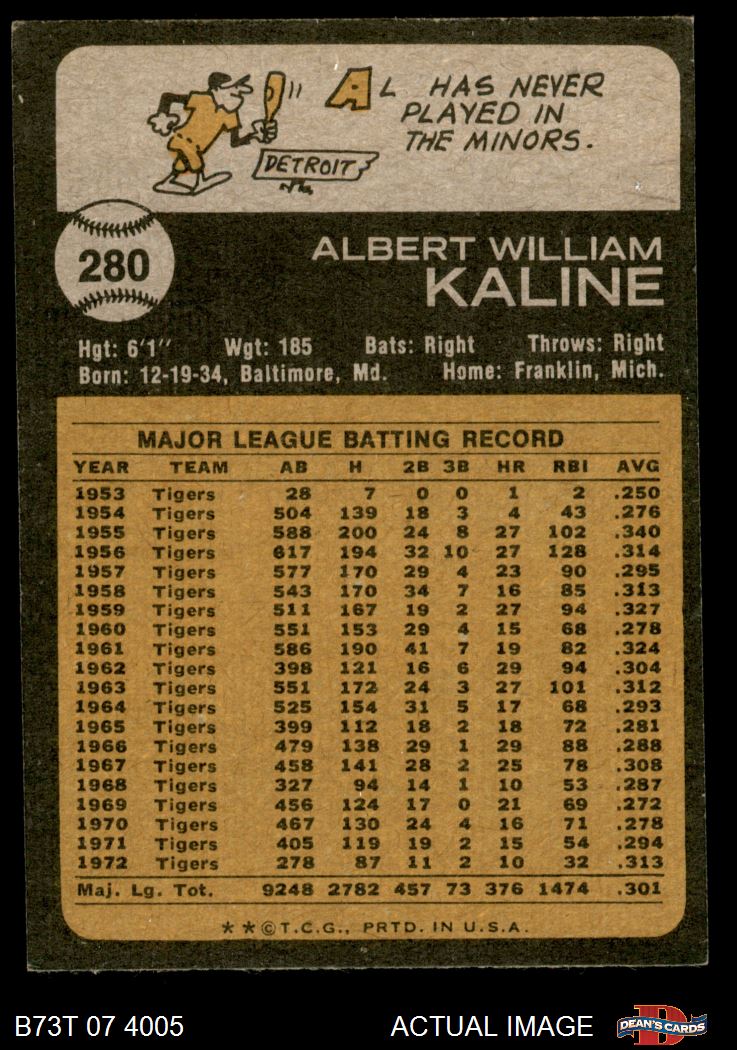 AL HAS NEVER
PLAYED IN
THE MINORS.
DETROIT
280
ALBERT WILLIAM
KALINE
Hgt: 6'1" Wgt: 185 Bats: Right Throws: Right
Born: 12-19-34, Baltimore, Md. Home: Franklin, Mich.
MAJOR LEAGUE BATTING RECORD
YEAR TEAM AB H 2B 3B HR RBI AVG
1953 Tigers 28 7 0 0 1 2 .250
1954 Tigers 504 139 18 3 4 43 .276
1955 Tigers 588 200 24 8 27 102 .340
1956 Tigers 617 194 32 10 27 128 .314
1957 Tigers 577 170 29 4 23 90 .295
1958 Tigers 543 170 34 7 16 85 .313
1959 Tigers 511 167 19 2 27 94 .327
1960 Tigers 551 153 29 4 15 68 .278
1961 Tigers 586 190 41 7 19 82 .324
1962 Tigers 398 121 16 6 29 94 .304
1963 Tigers 551 172 24 3 27 101 .312
1964 Tigers 525 154 31 5 17 68 .293
1965 Tigers 399 112 18 2 18 72 .281
1966 Tigers 479 138 29 1 29 88 .288
1967 Tigers 458 141 28 2 25 78 .308
1968 Tigers 327 94 14 1 10 53 .287
1969 Tigers 456 124 17 0 21 69 .272
1970 Tigers 467 130 24 4 16 71 .278
1971 Tigers 405 119 19 2 15 54 .294
1972 Tigers 278 87 11 2 10 32 .313
Maj. Lg. Tot. 9248 2782 457 73 376 1474 .301
★ ★ © T.C.G., PRTD. IN U.S.A.
B73T 07 4005 ACTUAL IMAGE D DEAN'S CARDS